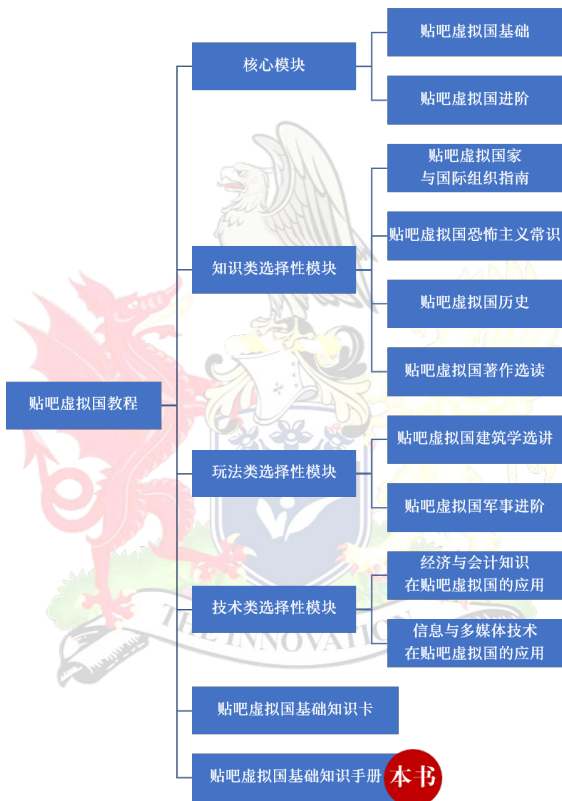 贴吧虚拟国基础
核心模块
贴吧虚拟国进阶
贴吧虚拟国家
与国际组织指南
贴吧虚拟国恐怖主义常识
知识类选择性模块
贴吧虚拟国历史
贴吧虚拟国著作选读
贴吧虚拟国教程
贴吧虚拟国建筑学选讲
玩法类选择性模块
贴吧虚拟国军事进阶
经济与会计知识
在贴吧虚拟国的应用
技术类选择性模块
信息与多媒体技术
在贴吧虚拟国的应用
THE INNOVATION
贴吧虚拟国基础知识卡
贴吧虚拟国基础知识手册
本书